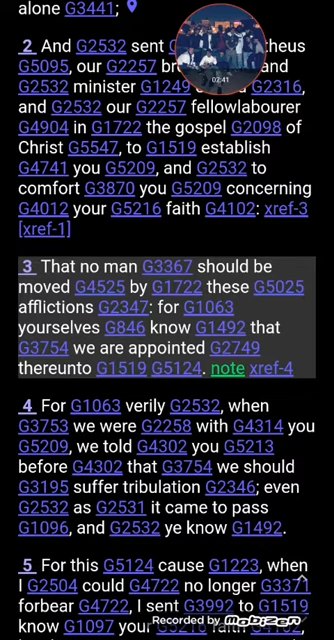 alone G3441;
2 And G2532 sent G theus
G5095, our G2257 br and
G2532 minister G1249 G2316,
and G2532 our G2257 fellowlabourer
G4904 in G1722 the gospel G2098 of
Christ G5547, to G1519 establish
G4741 you G5209, and G2532 to
comfort G3870 you G5209 concerning
G4012 your G5216 faith G4102: xref-3
[xref-1]
02:41
3 That no man G3367 should be
moved G4525 by G1722 these G5025
afflictions G2347: for G1063
yourselves G846 know G1492 that
G3754 we are appointed G2749
thereunto G1519 G5124. note xref-4
4 For G1063 verily G2532, when
G3753 we were G2258 with G4314 you
G5209, we told G4302 you G5213
before G4302 that G3754 we should
G3195 suffer tribulation G2346; even
G2532 as G2531 it came to pass
G1096, and G2532 ye know G1492.
5 For this G5124 cause G1223, when
I G2504 could G4722 no longer G3371
forbear G4722, I sent G3992 to G1519
know G1097 your
Recorded by Mobizen